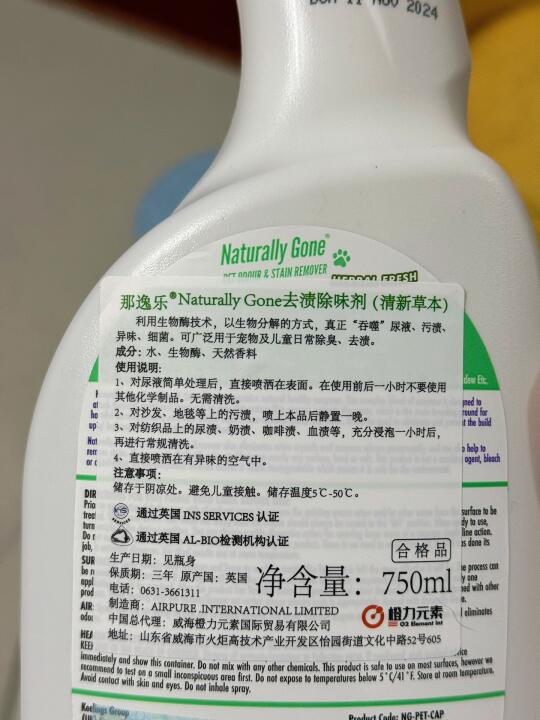 11 NOV 2024
Naturally Gone®
PET ODOUR & STAIN REMOVER
HERBAL FRESH
那逸乐®Naturally Gone去渍除味剂（清新草本）
利用生物酶技术，以生物分解的方式，真正“吞噬”尿液、污渍、
异味、细菌。可广泛用于宠物及儿童日常除臭、去渍。
成分：水、生物酶、天然香料
使用说明：
1、对尿液简单处理后，直接喷洒在表面。在使用前后一小时不要使用
其他化学制品。无需清洗。
2、对沙发、地毯等上的污渍，喷上本品后静置一晚。
3、对纺织品上的尿渍、奶渍、咖啡渍、血渍等，充分浸泡一小时后，
再进行常规清洗。
4、直接喷洒在有异味的空气中。
注意事项：
储存于阴凉处。避免儿童接触。储存温度5℃-50℃。
通过英国 INS SERVICES 认证
通过英国 AL-BIO检测机构认证
合格品
生产日期：见瓶身
保质期：三年 原产国：英国
净含量：750ml
电话：0631-3661311
制造商：AIRPURE .INTERNATIONAL LIMITED
中国总代理：威海橙力元素国际贸易有限公司
橙力元素
O2 Element Int
地址：山东省威海市火炬高技术产业开发区怡园街道文化中路52号605
immediately and show this container. Do not mix with any other chemicals. This product is safe to use on most surfaces, however we
recommend to test on a small inconspicuous area first. Do not expose to temperatures below 5°C/41°F. Store at room temperature.
Avoid contact with skin and eyes. Do not inhale spray.
Keelings Group
Product Code: NG-PET-CAP